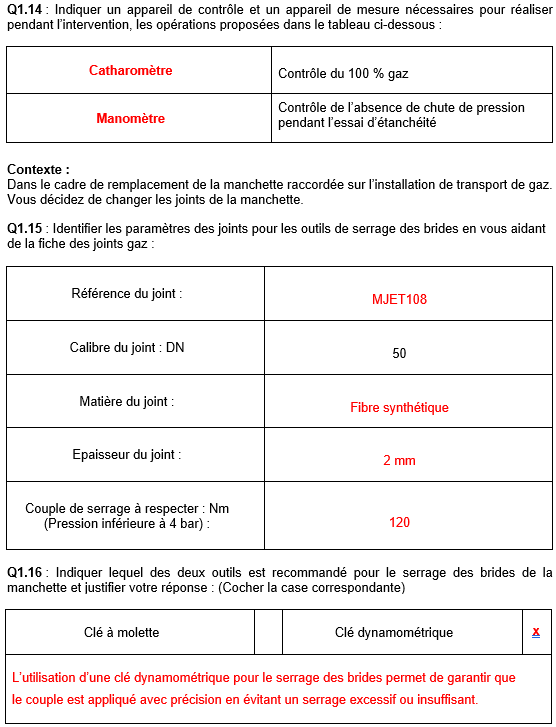 Q1.14 : Indiquer un appareil de contrôle et un appareil de mesure nécessaires pour réaliser
pendant l'intervention, les opérations proposées dans le tableau ci-dessous :
Catharomètre
Contrôle du 100 % gaz
Manomètre
Contrôle de l'absence de chute de pression
pendant l'essai d'étanchéité
Contexte :
Dans le cadre de remplacement de la manchette raccordée sur l'installation de transport de gaz.
Vous décidez de changer les joints de la manchette.
Q1.15 : Identifier les paramètres des joints pour les outils de serrage des brides en vous aidant
de la fiche des joints gaz :
Référence du joint :
MJET108
Calibre du joint : DN
50
Matière du joint :
Fibre synthétique
Epaisseur du joint :
2 mm
Couple de serrage à respecter : Nm
(Pression inférieure à 4 bar) :
120
Q1.16 : Indiquer lequel des deux outils est recommandé pour le serrage des brides de la
manchette et justifier votre réponse : (Cocher la case correspondante)
Clé à molette
Clé dynamométrique
x
L'utilisation d'une clé dynamométrique pour le serrage des brides permet de garantir que
le couple est appliqué avec précision en évitant un serrage excessif ou insuffisant.